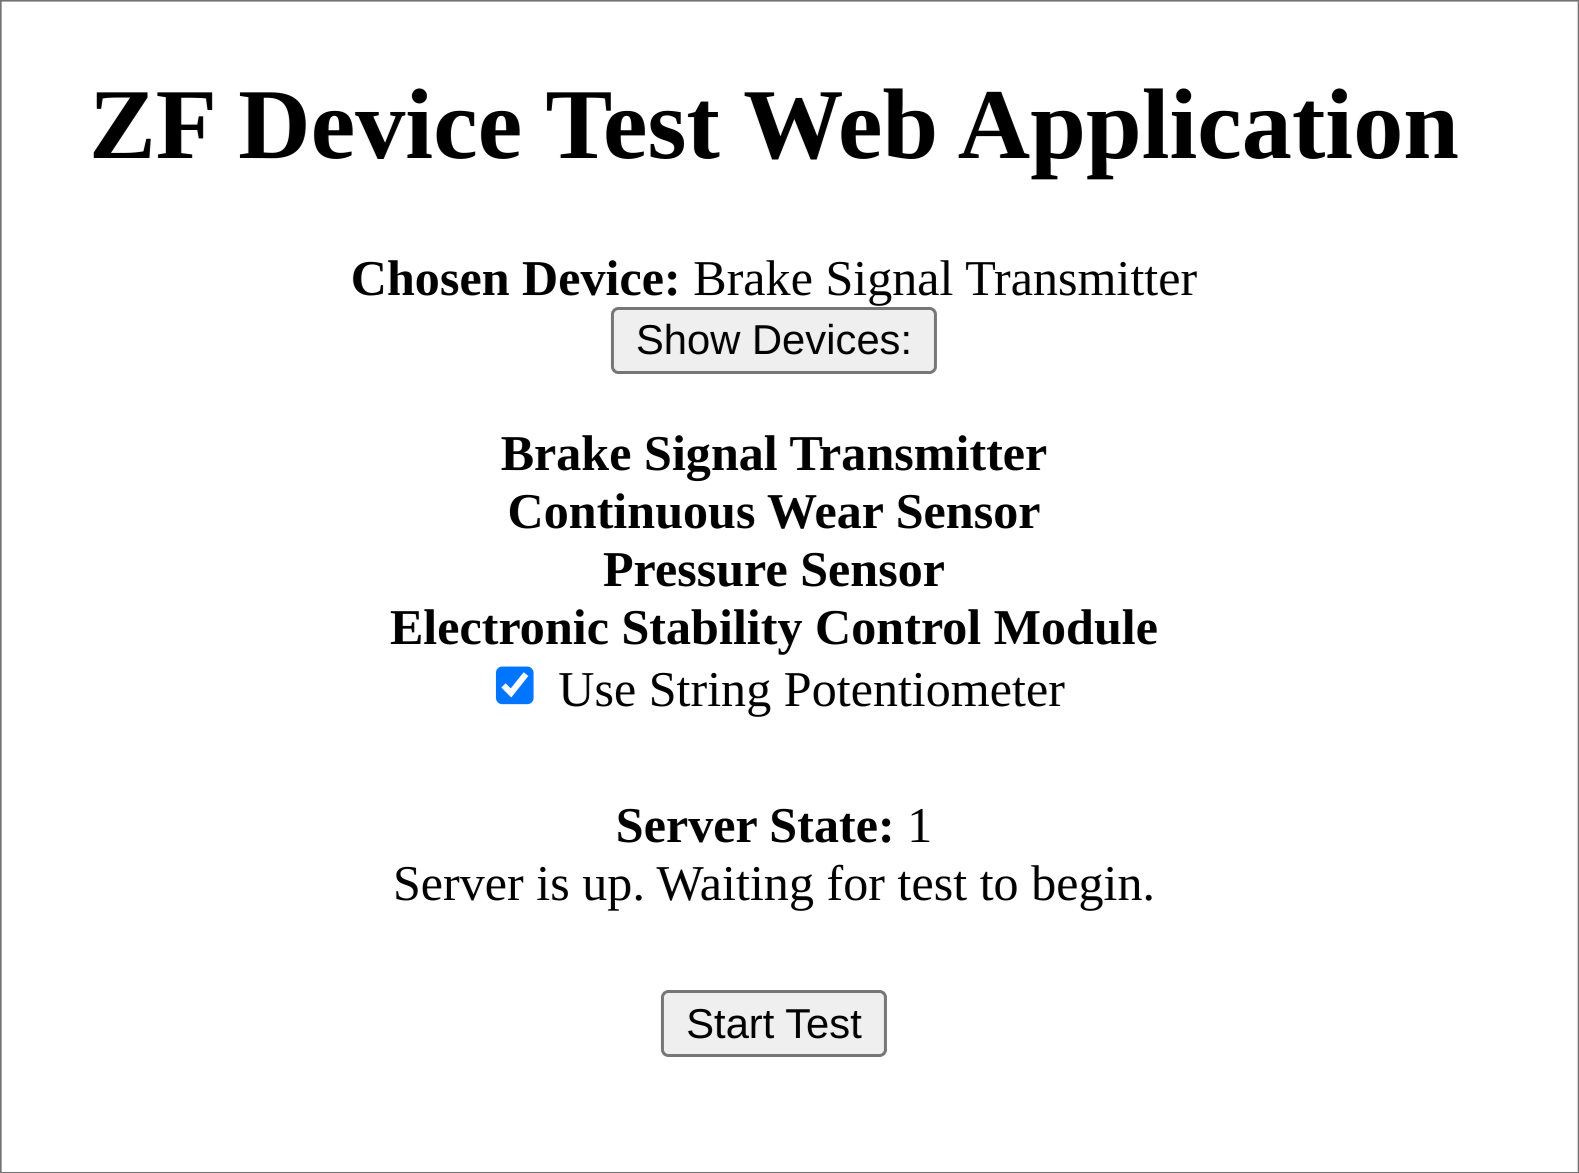 ZF Device Test Web Application
Chosen Device: Brake Signal Transmitter
Show Devices:
Brake Signal Transmitter
Continuous Wear Sensor
Pressure Sensor
Electronic Stability Control Module
Use String Potentiometer
Server State: 1
Server is up. Waiting for test to begin.
Start Test